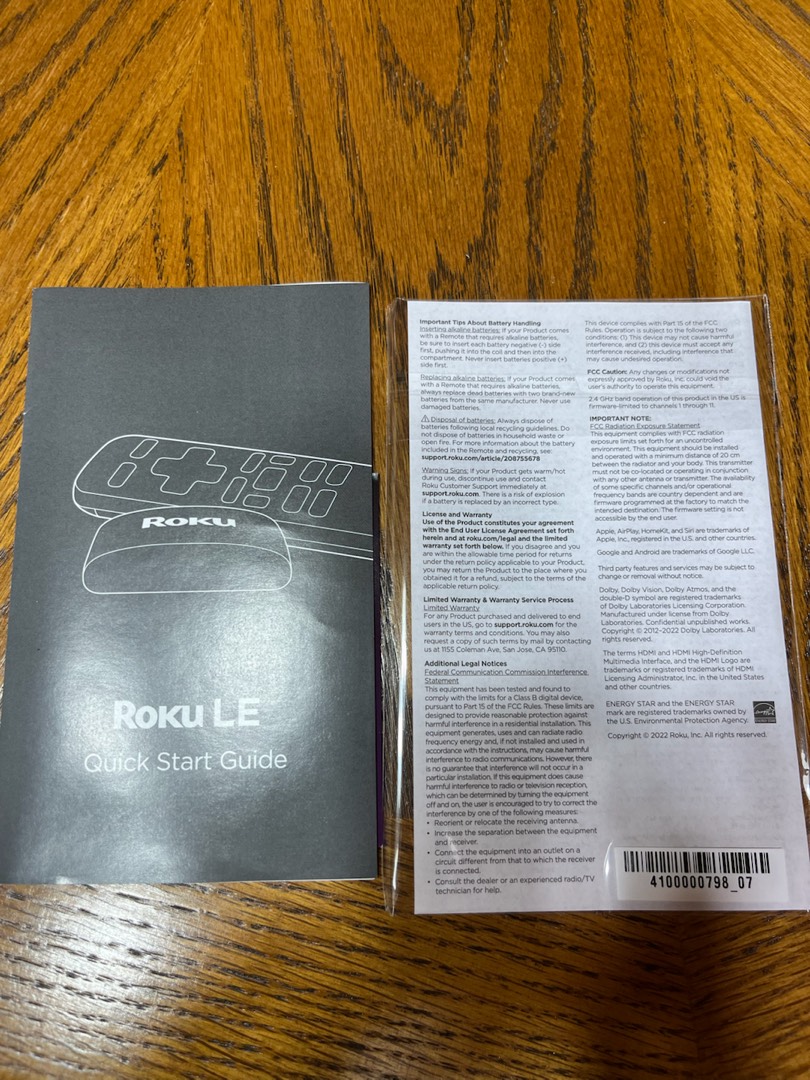 ROKU
ROKU LE
Quick Start Guide
Important Tips About Battery Handling
Inserting alkaline batteries: If your Product comes
with a Remote that requires alkaline batteries,
be sure to insert each battery negative (-) side
first, pushing it into the coil and then into the
compartment. Never insert batteries positive (+)
side first.
Replacing alkaline batteries: If your Product comes
with a Remote that requires alkaline batteries,
always replace dead batteries with two brand-new
batteries from the same manufacturer. Never use
damaged batteries.
Disposal of batteries: Always dispose of
batteries following local recycling guidelines. Do
not dispose of batteries in household waste or
open fire. For more information about the battery
included in the Remote and recycling, see:
support.roku.com/article/208755678
Warning Signs: If your Product gets warm/hot
during use, discontinue use and contact
Roku Customer Support immediately at
support.roku.com. There is a risk of explosion
if a battery is replaced by an incorrect type.
License and Warranty
Use of the Product constitutes your agreement
with the End User License Agreement set forth
herein and at roku.com/legal and the limited
warranty set forth below. If you disagree and you
are within the allowable time period for returns
under the return policy applicable to your Product,
you may return the Product to the place where you
obtained it for a refund, subject to the terms of the
applicable return policy.
Limited Warranty & Warranty Service Process
Limited Warranty
For any Product purchased and delivered to end
users in the US, go to support.roku.com for the
warranty terms and conditions. You may also
request a copy of such terms by mail by contacting
us at 1155 Coleman Ave, San Jose, CA 95110.
Additional Legal Notices
Federal Communication Commission Interference
Statement
This equipment has been tested and found to
comply with the limits for a Class B digital device,
pursuant to Part 15 of the FCC Rules. These limits are
designed to provide reasonable protection against
harmful interference in a residential installation. This
equipment generates, uses and can radiate radio
frequency energy and, if not installed and used in
accordance with the instructions, may cause harmful
interference to radio communications. However, there
is no guarantee that interference will not occur in a
particular installation. If this equipment does cause
harmful interference to radio or television reception,
which can be determined by turning the equipment
off and on, the user is encouraged to try to correct the
interference by one of the following measures:
• Reorient or relocate the receiving antenna.
• Increase the separation between the equipment
and receiver.
• Connect the equipment into an outlet on a
circuit different from that to which the receiver
is connected.
• Consult the dealer or an experienced radio/TV
technician for help.
This device complies with Part 15 of the FCC
Rules. Operation is subject to the following two
conditions: (1) This device may not cause harmful
interference, and (2) this device must accept any
interference received, including interference that
may cause undesired operation.
FCC Caution: Any changes or modifications not
expressly approved by Roku, Inc. could void the
user's authority to operate this equipment.
2.4 GHz band operation of this product in the US is
firmware-limited to channels 1 through 11.
IMPORTANT NOTE:
FCC Radiation Exposure Statement
This equipment complies with FCC radiation
exposure limits set forth for an uncontrolled
environment. This equipment should be installed
and operated with a minimum distance of 20 cm
between the radiator and your body. This transmitter
must not be co-located or operating in conjunction
with any other antenna or transmitter. The availability
of some specific channels and/or operational
frequency bands are country dependent and are
firmware programmed at the factory to match the
intended destination. The firmware setting is not
accessible by the end user.
Apple, AirPlay, HomeKit, and Siri are trademarks of
Apple, Inc., registered in the U.S. and other countries.
Google and Android are trademarks of Google LLC.
Third party features and services may be subject to
change or removal without notice.
Dolby, Dolby Vision, Dolby Atmos, and the
double-D symbol are registered trademarks
of Dolby Laboratories Licensing Corporation.
Manufactured under license from Dolby
Laboratories. Confidential unpublished works.
Copyright © 2012-2022 Dolby Laboratories. All
rights reserved.
The terms HDMI and HDMI High-Definition
Multimedia Interface, and the HDMI Logo are
trademarks or registered trademarks of HDMI
Licensing Administrator, Inc. in the United States
and other countries.
ENERGY STAR and the ENERGY STAR
mark are registered trademarks owned by
the U.S. Environmental Protection Agency.
Copyright © 2022 Roku, Inc. All rights reserved.
4100000798_07